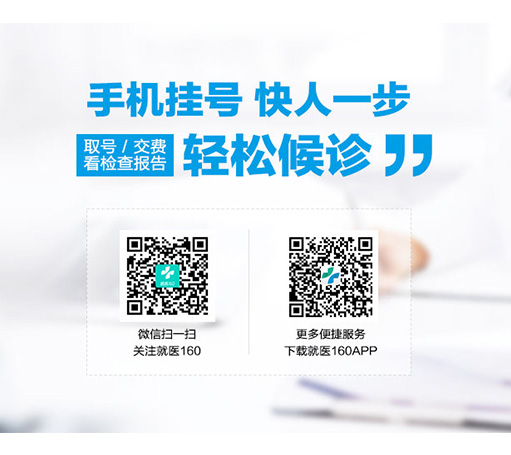 手机挂号 快人一步
取号 / 交费
看检查报告
轻松候诊 ”
微信扫一扫
关注就医160
更多便捷服务
下载就医160APP